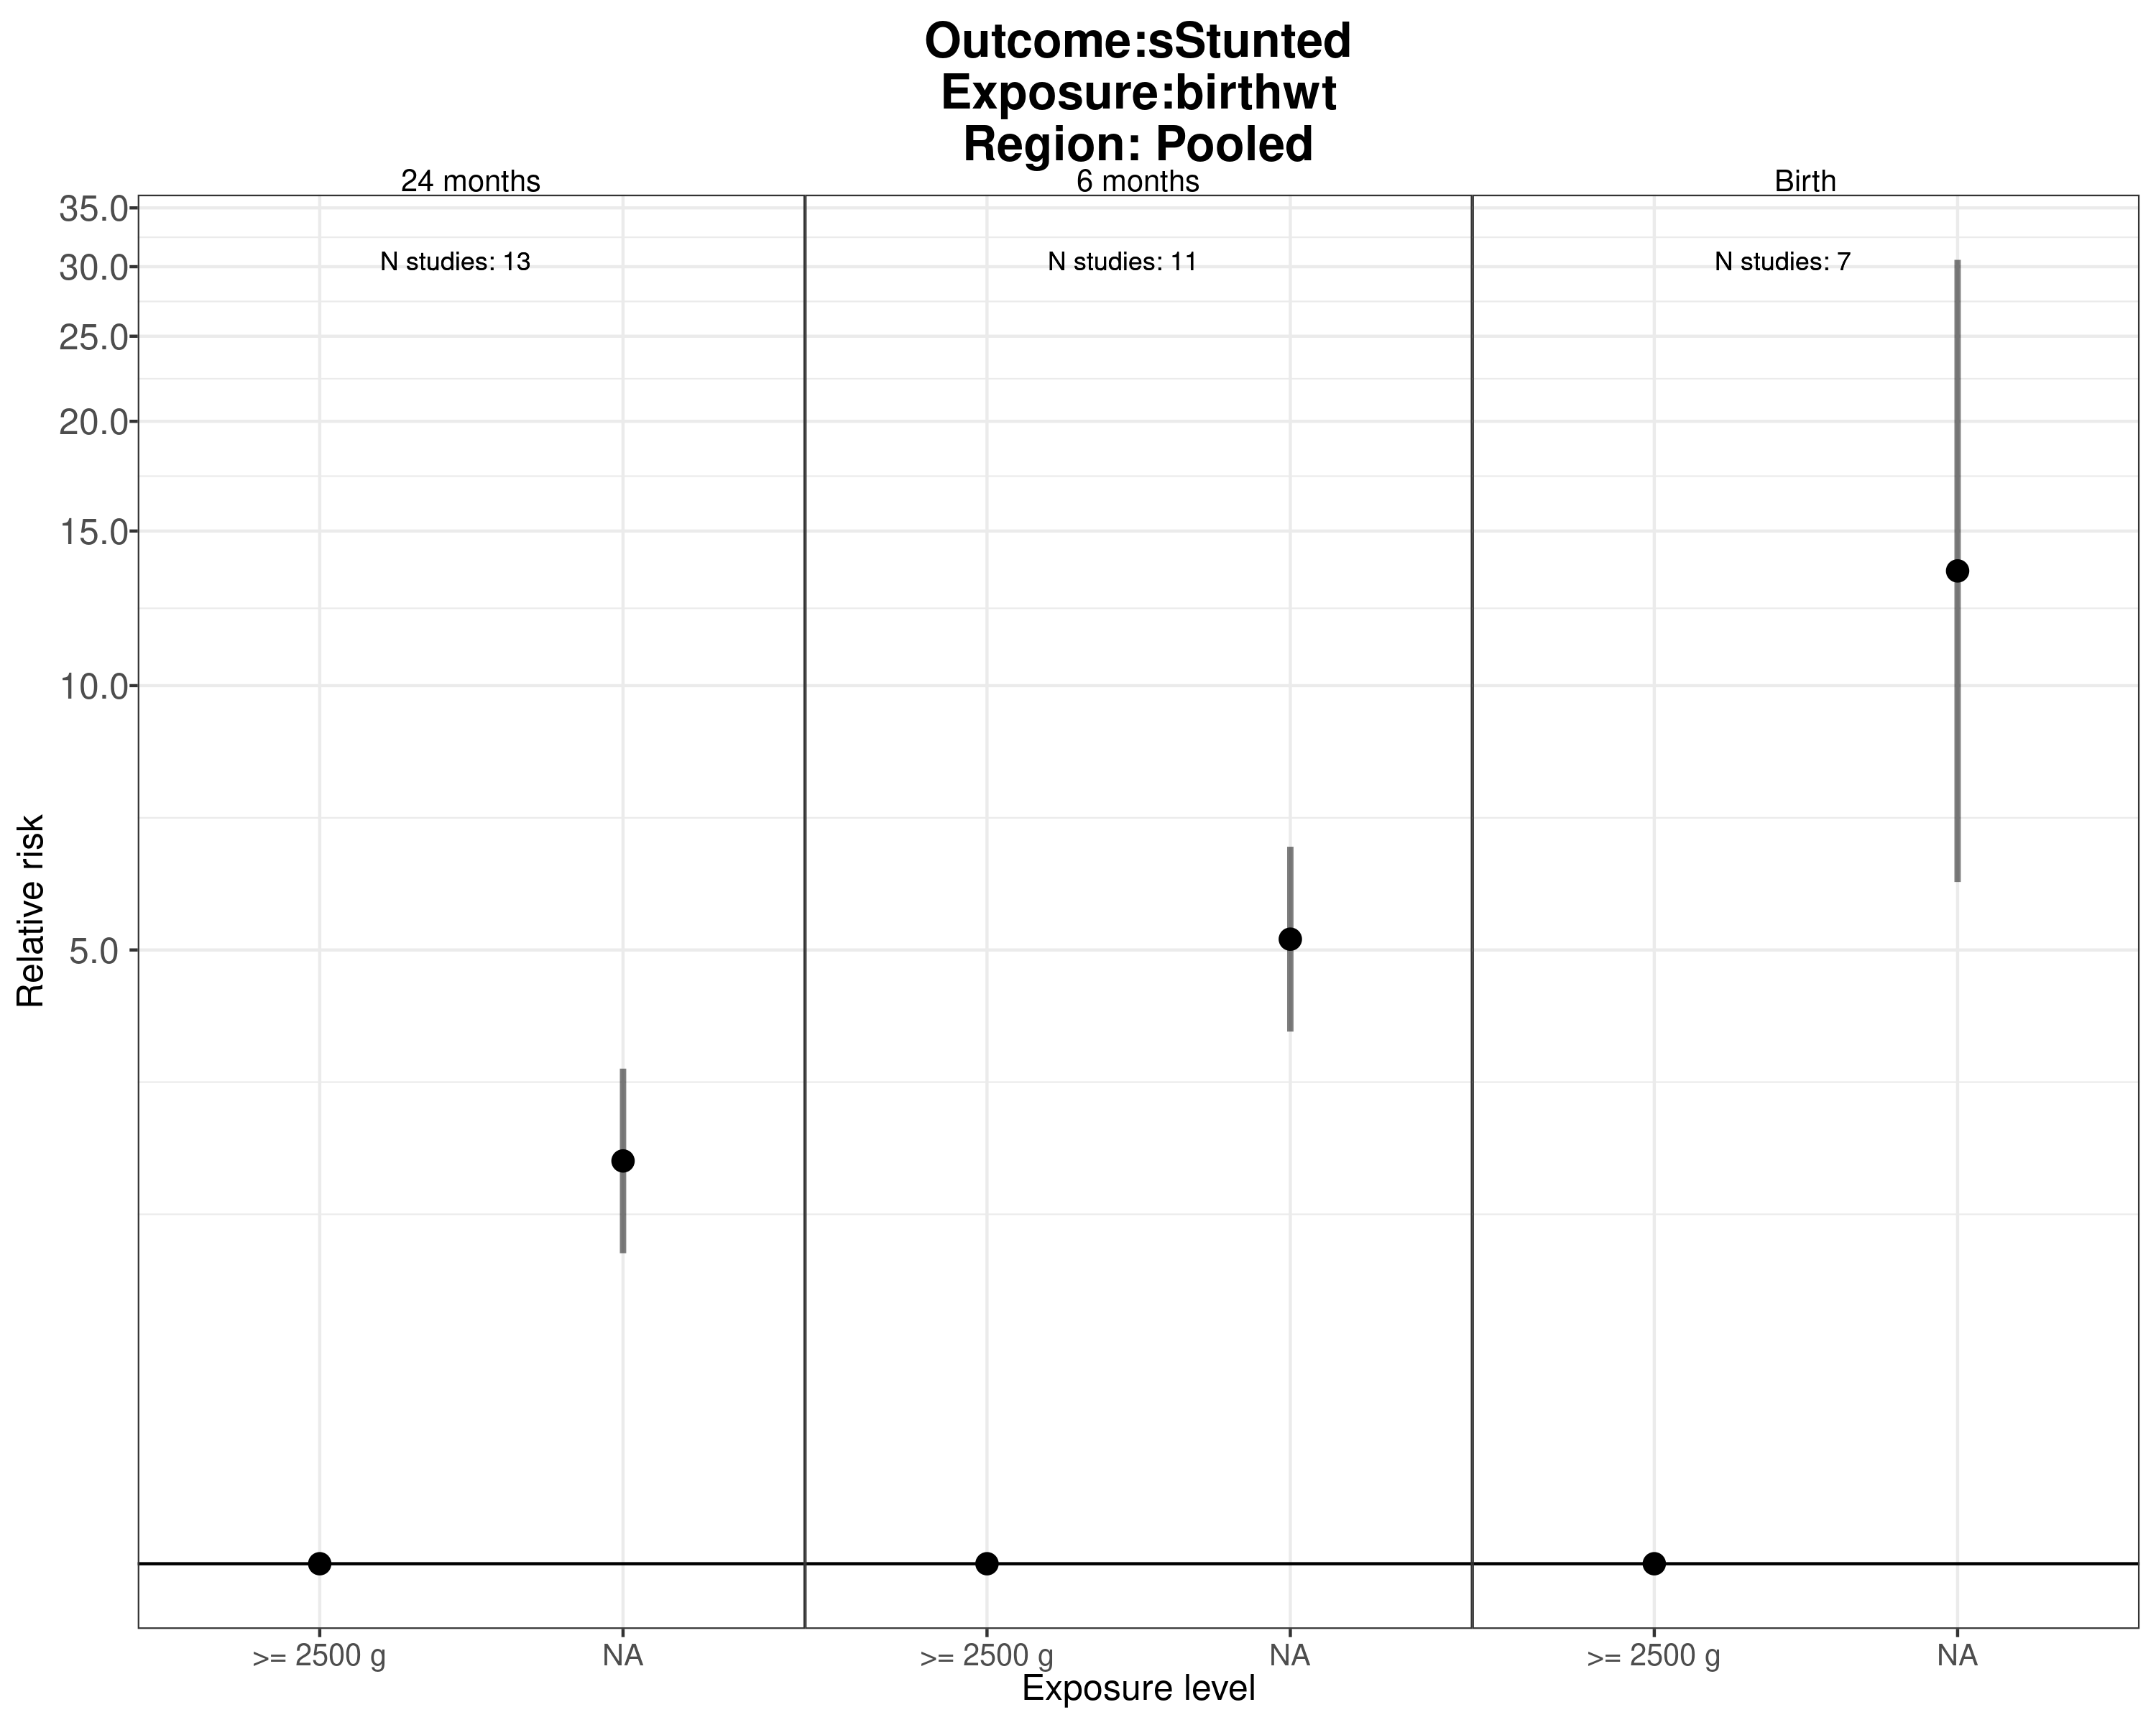 Outcome:sStunted
Exposure:birthwt
Region: Pooled
24 months 6 months Birth
35.0
N studies: 13 N studies: 11 N studies: 7
30.0
25.0
20.0
15.0
10.0
5.0
Relative risk
>= 2500 g NA >= 2500 g NA >= 2500 g NA
Exposure level